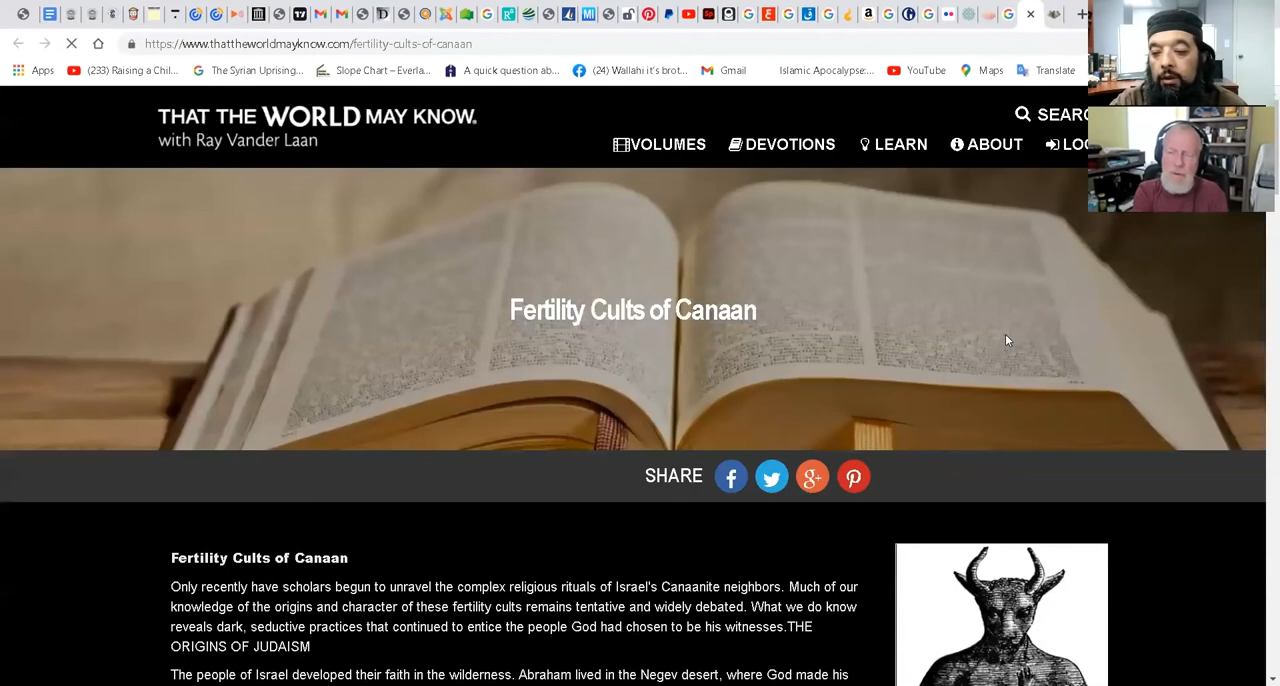 https://www.thattheworldmayknow.com/fertility-cults-of-canaan
Apps
(233) Raising a Chil...
The Syrian Uprising...
Slope Chart – Everla...
A quick question ab...
(24) Wallahi it's brot...
Gmail
Islamic Apocalypse:...
YouTube
Maps
Translate
THAT THE WORLD MAY KNOW.
with Ray Vander Laan
SEARC
VOLUMES
DEVOTIONS
LEARN
ABOUT
LO
Fertility Cults of Canaan
SHARE
Fertility Cults of Canaan
Only recently have scholars begun to unravel the complex religious rituals of Israel's Canaanite neighbors. Much of our
knowledge of the origins and character of these fertility cults remains tentative and widely debated. What we do know
reveals dark, seductive practices that continued to entice the people God had chosen to be his witnesses.THE
ORIGINS OF JUDAISM
The people of Israel developed their faith in the wilderness. Abraham lived in the Negev desert, where God made his